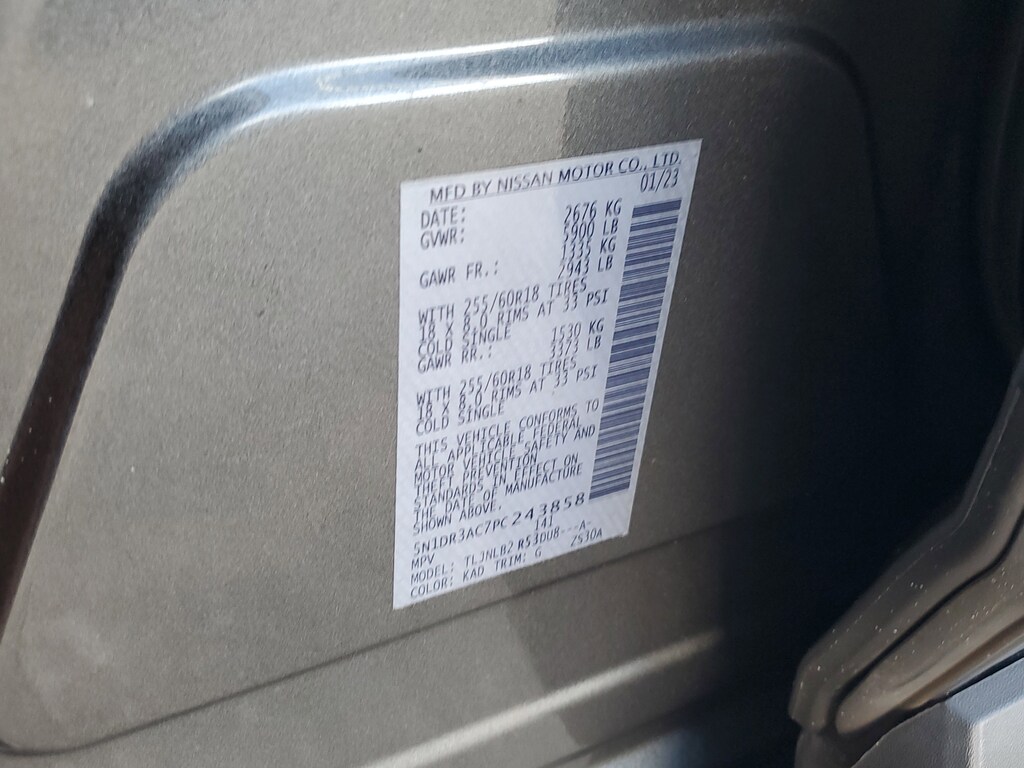 MFD BY NISSAN MOTOR CO., LTD.
DATE: 01/23
GVWR: 2676 KG
5900 LB
1335 KG
GAWR FR.: 2943 LB
WITH 255/60R18 TIRES
18 X 8.0 RIMS AT 33 PSI
COLD SINGLE
GAWR RR.: 1530 KG
3373 LB
WITH 255/60R18 TIRES
18 X 8.0 RIMS AT 33 PSI
COLD SINGLE
THIS VEHICLE CONFORMS TO
ALL APPLICABLE FEDERAL
MOTOR VEHICLE SAFETY AND
THEFT PREVENTION
STANDARDS IN EFFECT ON
THE DATE OF MANUFACTURE
SHOWN ABOVE.
5N1DR3AC7PC243858
MPV 141
MODEL: TLJNLB2 R53DU8---A-
COLOR: KAD TRIM: G 2530A